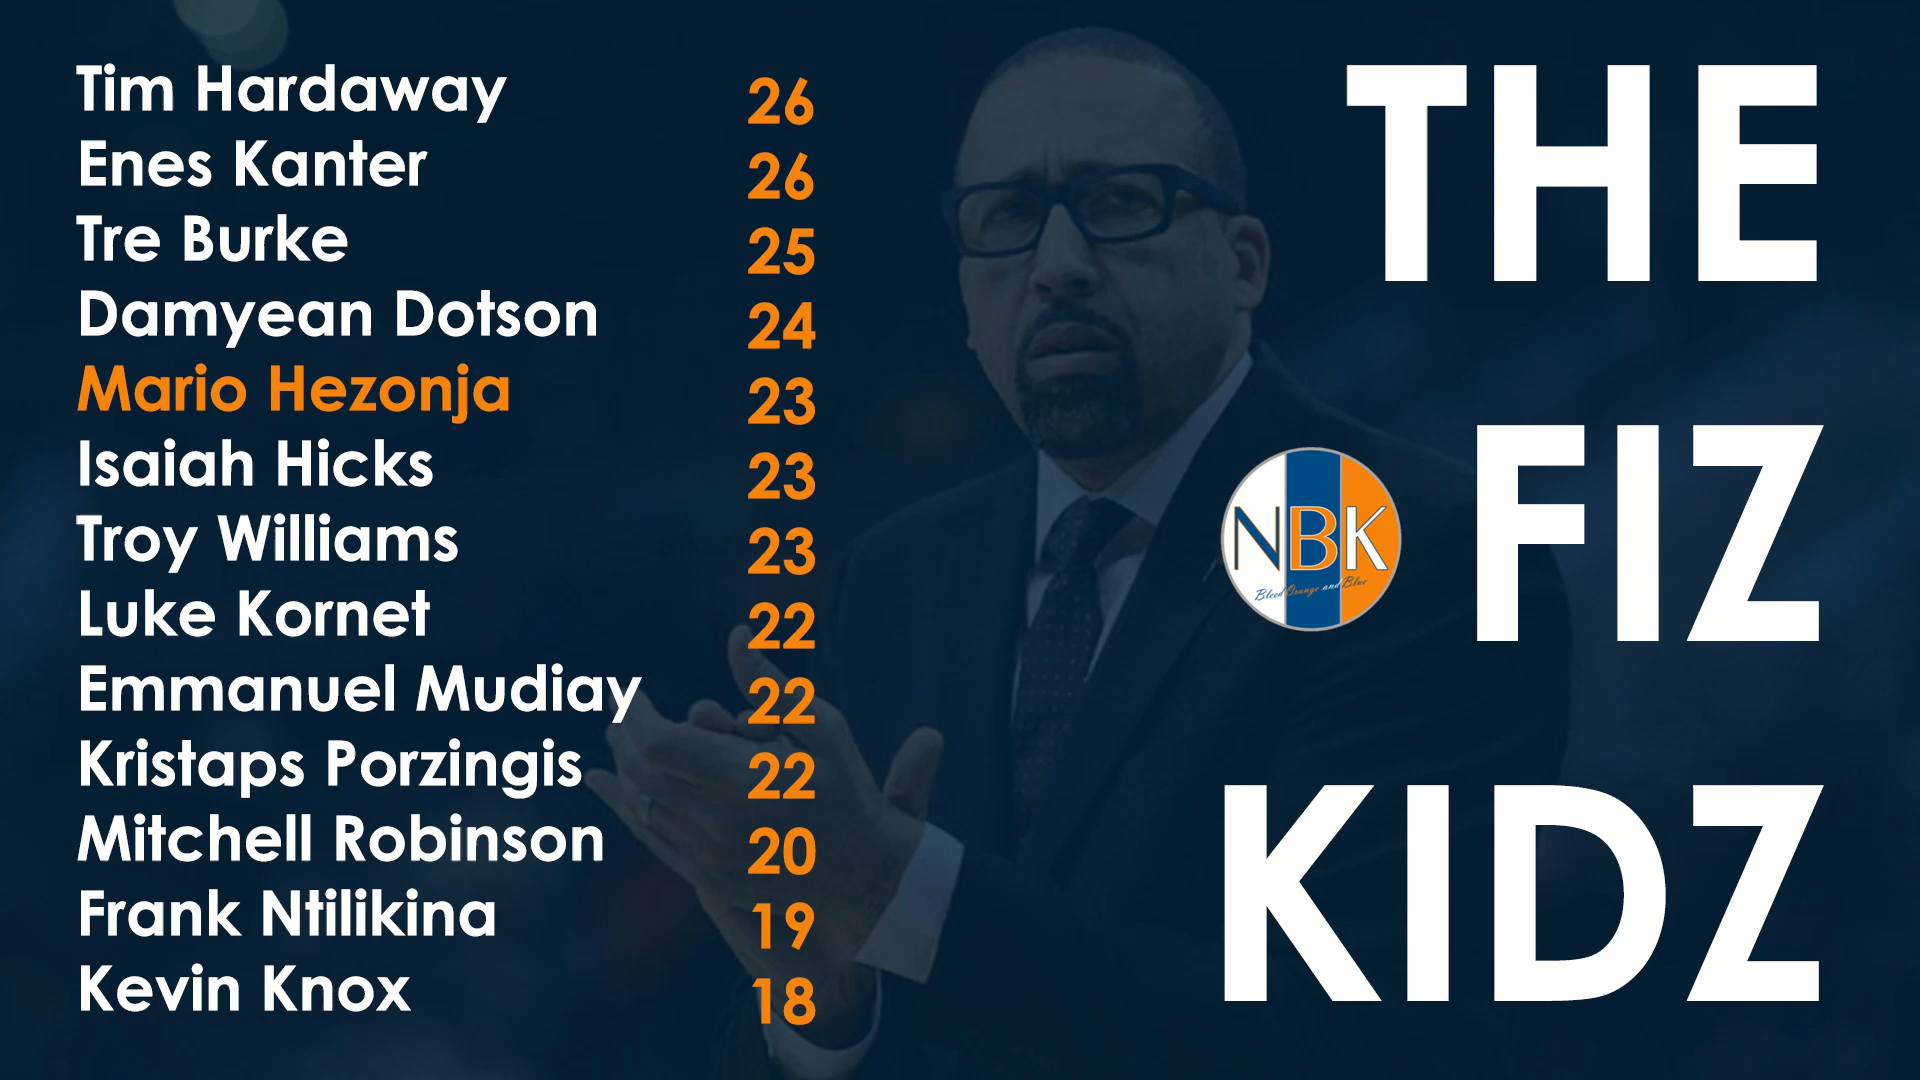 Tim Hardaway 26
Enes Kanter 26
Tre Burke 25
Damyean Dotson 24
Mario Hezonja 23
Isaiah Hicks 23
Troy Williams 23
Luke Kornet 22
Emmanuel Mudiay 22
Kristaps Porzingis 22
Mitchell Robinson 20
Frank Ntilikina 19
Kevin Knox 18
THE
FIZ
KIDZ
NBK
Bleed Orange and Blue